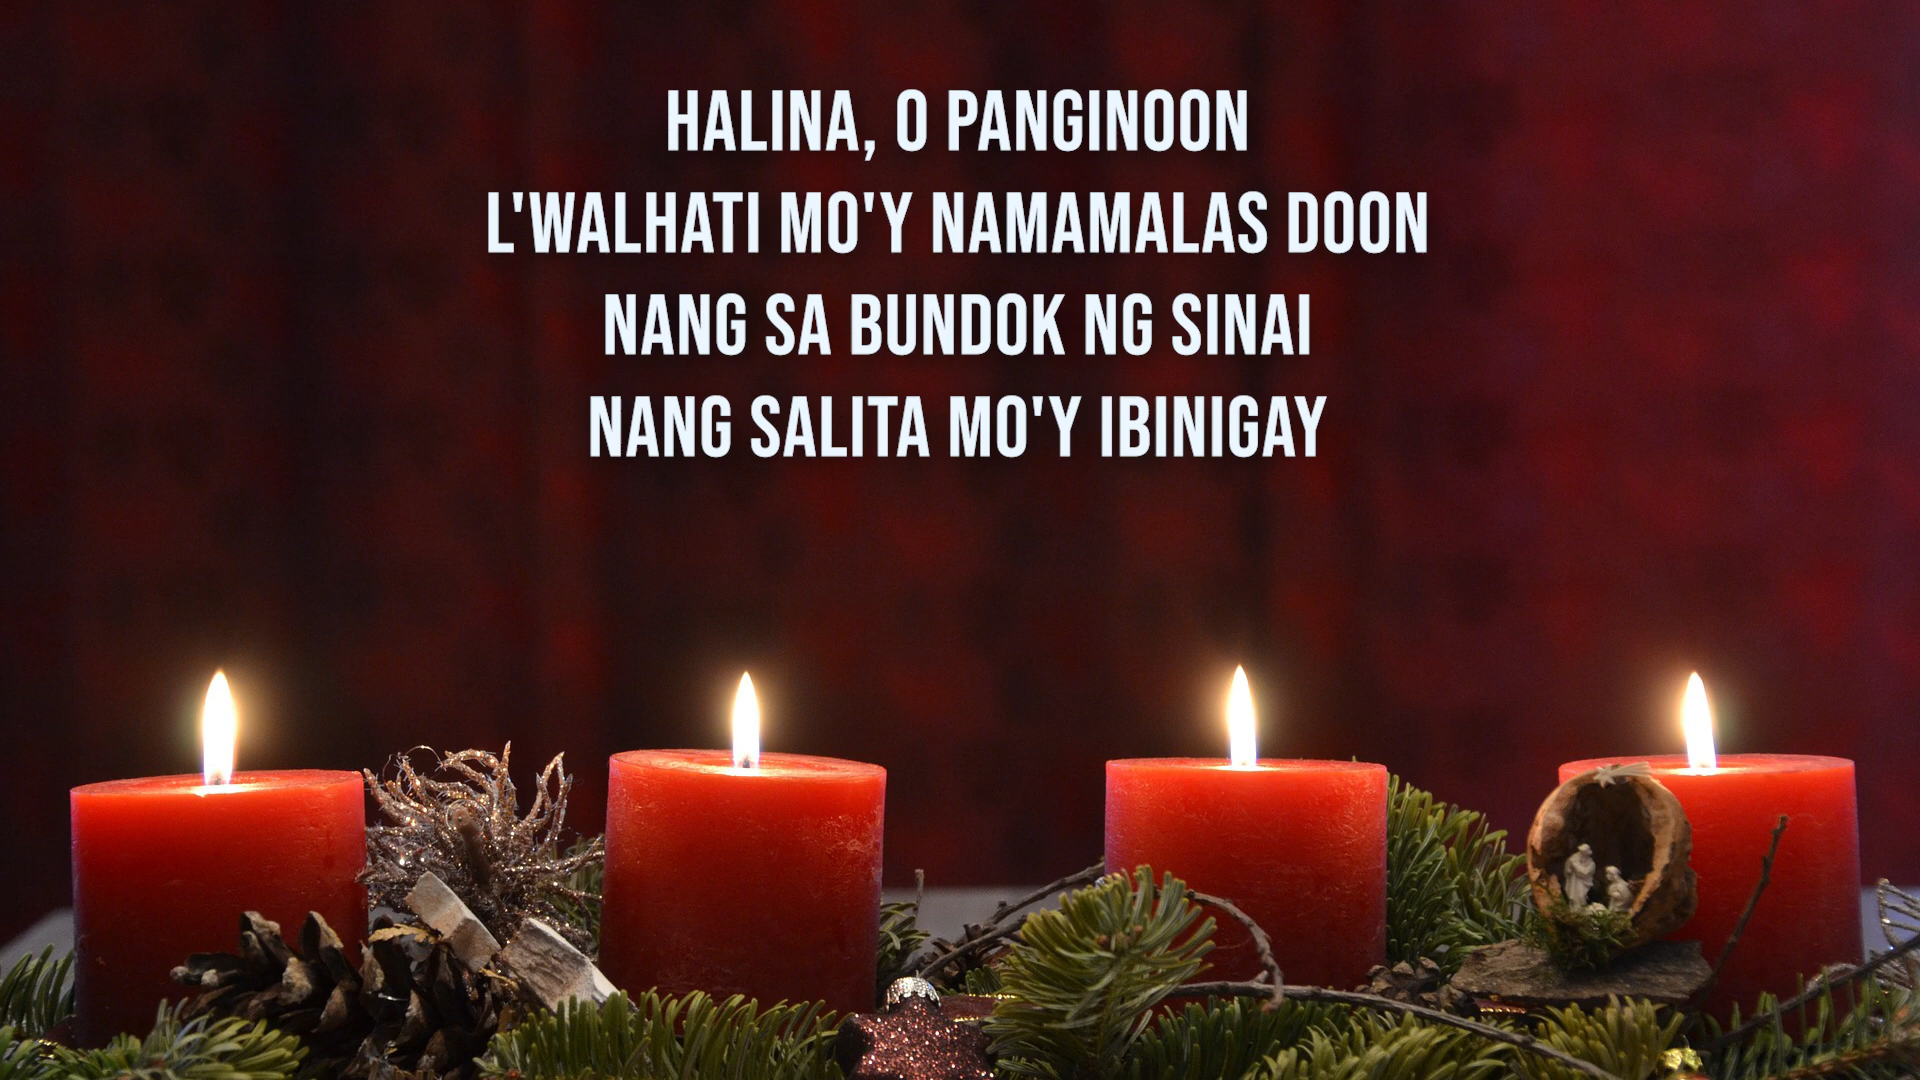 HALINA, O PANGINOON
L'WALHATI MO'Y NAMAMALAS DOON
NANG SA BUNDOK NG SINAI
NANG SALITA MO'Y IBINIGAY